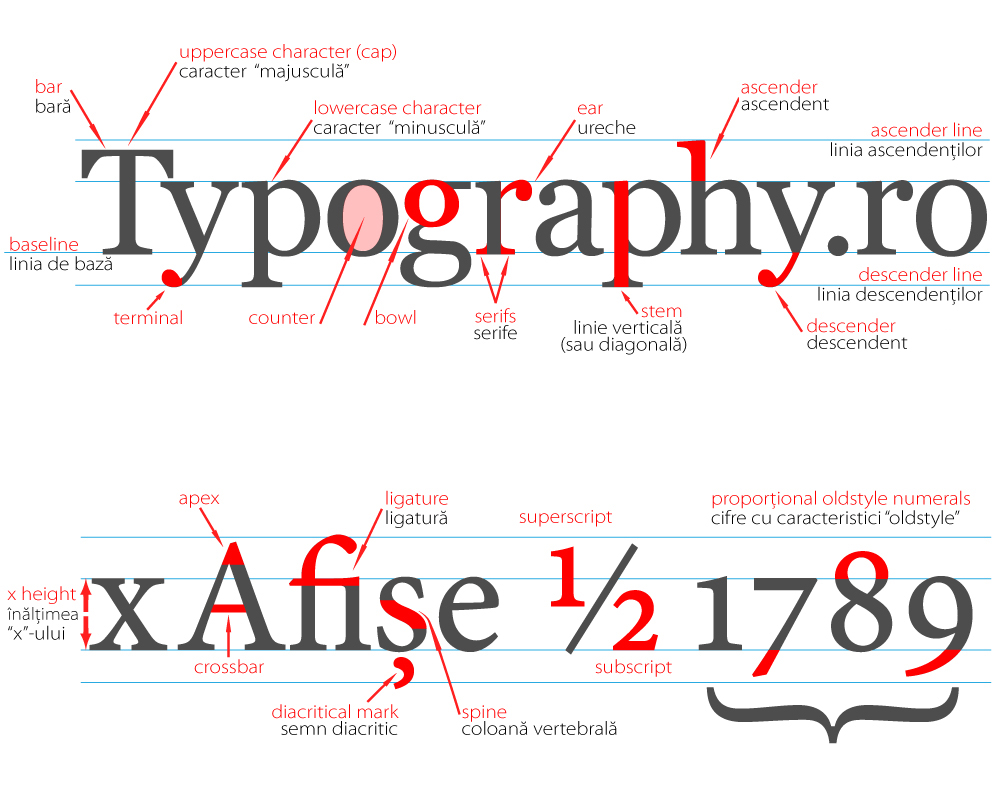 uppercase character (cap)
caracter “majusculă”
bar
bară
lowercase character
caracter “minusculă”
ear
ureche
ascender
ascendent
ascender line
linia ascendenților
Typography.ro
baseline
linia de bază
descender line
linia descendenților
terminal
counter
bowl
serifs
serife
stem
linie verticală
(sau diagonală)
descender
descendent
apex
ligature
ligatură
superscript
proporțional oldstyle numerals
cifre cu caracteristici “oldstyle”
x height
înălțimea
“x”-ului
x Afișe ½ 1789
crossbar
subscript
diacritical mark
semn diacritic
spine
coloană vertebrală